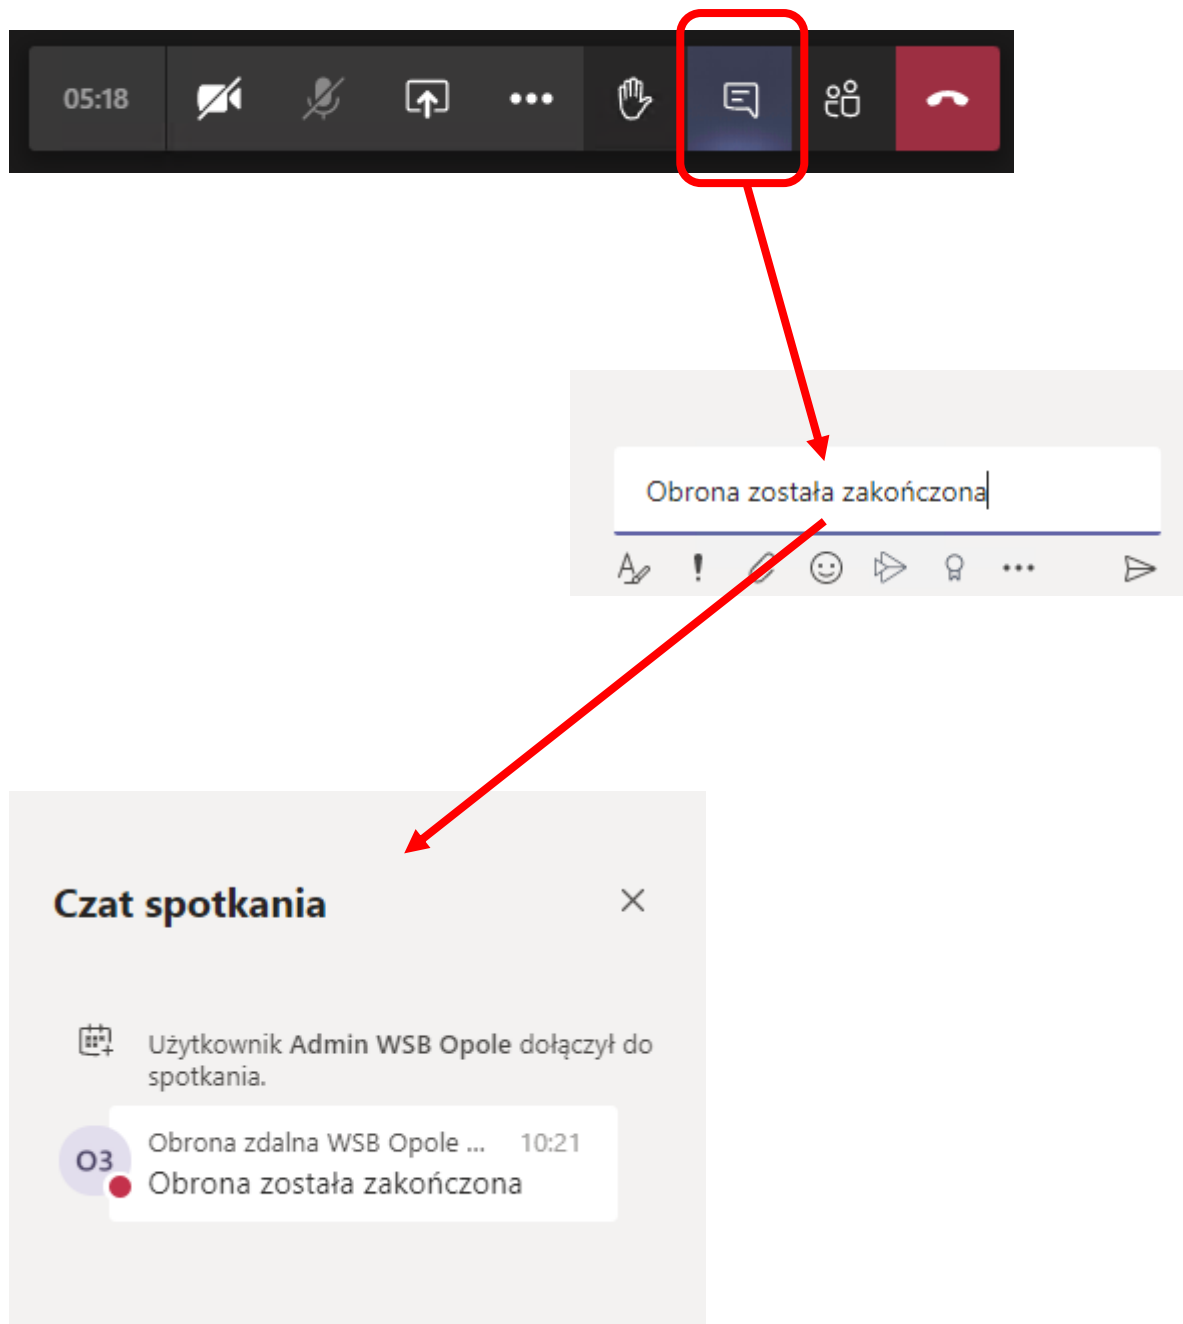 05:18
Obrona została zakończona
Czat spotkania
Użytkownik Admin WSB Opole dołączył do
spotkania.
O3
Obrona zdalna WSB Opole ... 10:21
Obrona została zakończona